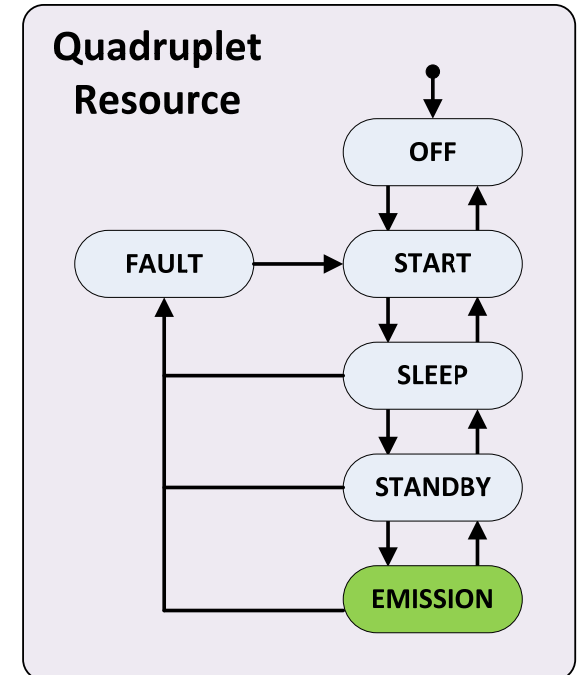 Quadruplet
Resource
OFF
FAULT
START
SLEEP
STANDBY
EMISSION